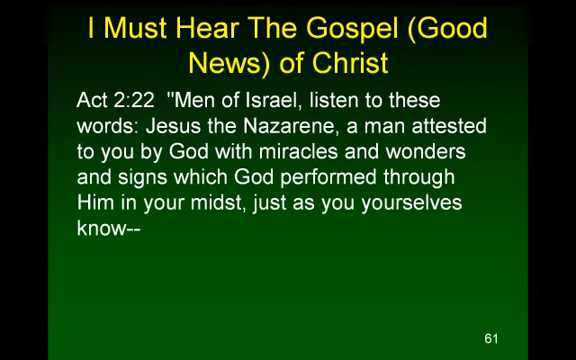 I Must Hear The Gospel (Good
News) of Christ
Act 2:22  "Men of Israel, listen to these
words: Jesus the Nazarene, a man attested
to you by God with miracles and wonders
and signs which God performed through
Him in your midst, just as you yourselves
know--
61